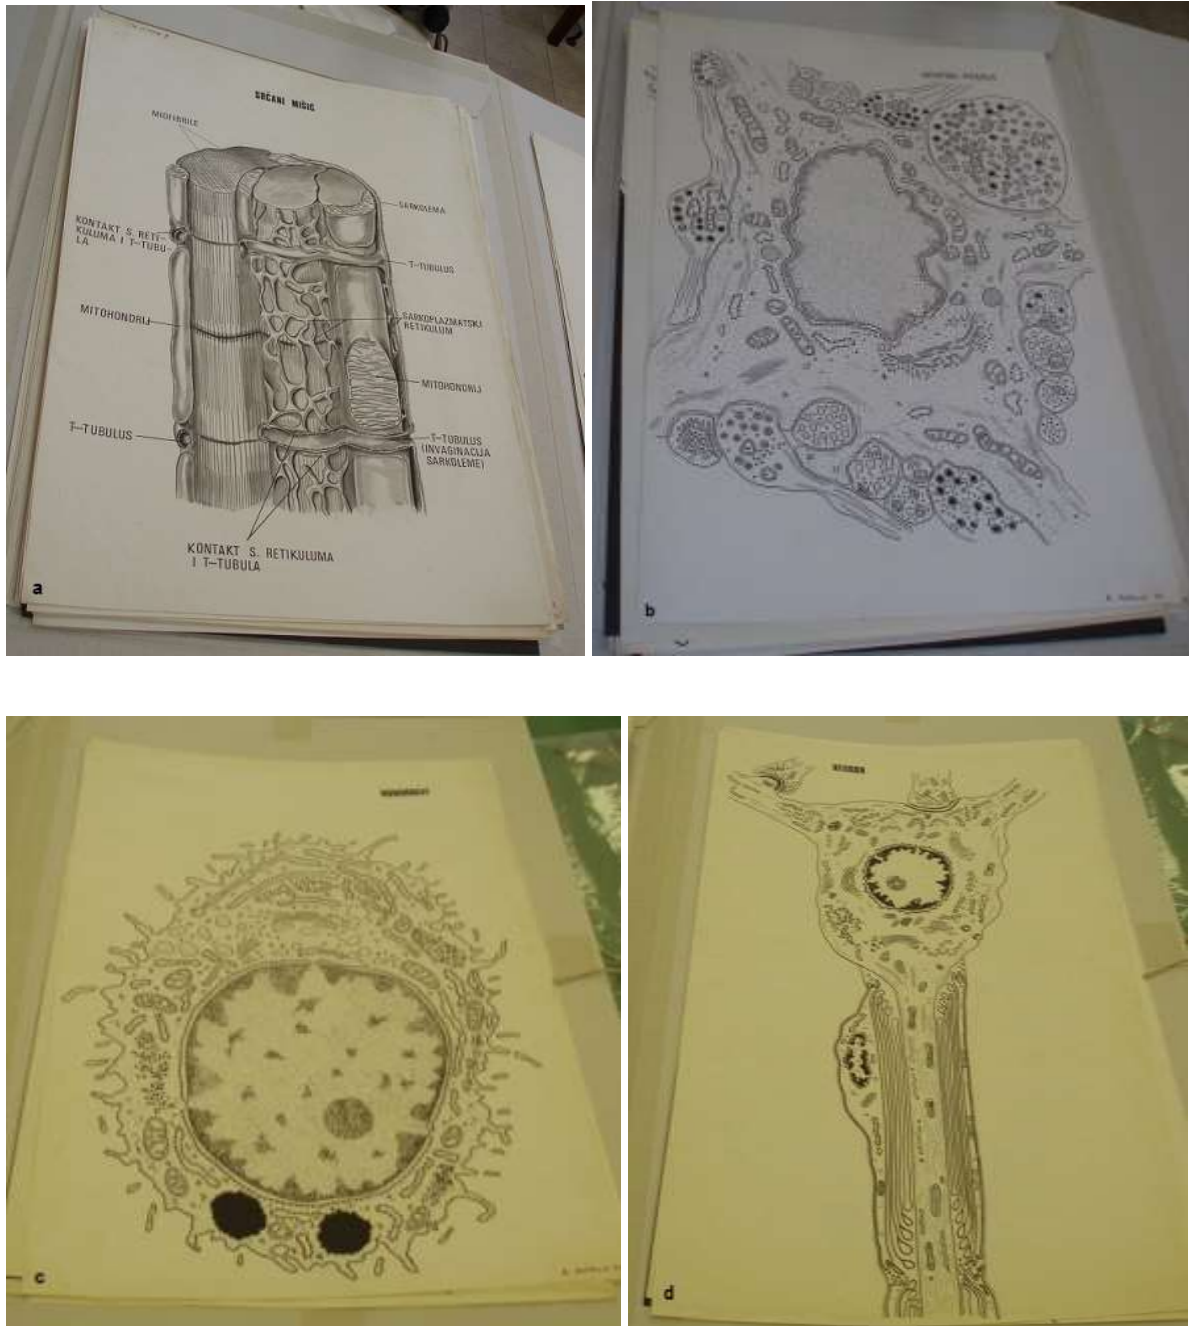 SRČANI MIŠIĆ
MIOFIBRILE
SARKOLEMA
KONTAKT S. RETI-
KULUMA I T-TUBU-
LA
T-TUBULUS
MITOHONDRIJ
SARKOPLAZMATSKI
RETIKULUM
MITOHONDRIJ
T-TUBULUS
T-TUBULUS
(INVAGINACIJA
SARKOLEME)
KONTAKT S. RETIKULUMA
I T-TUBULA
a
b
c
d